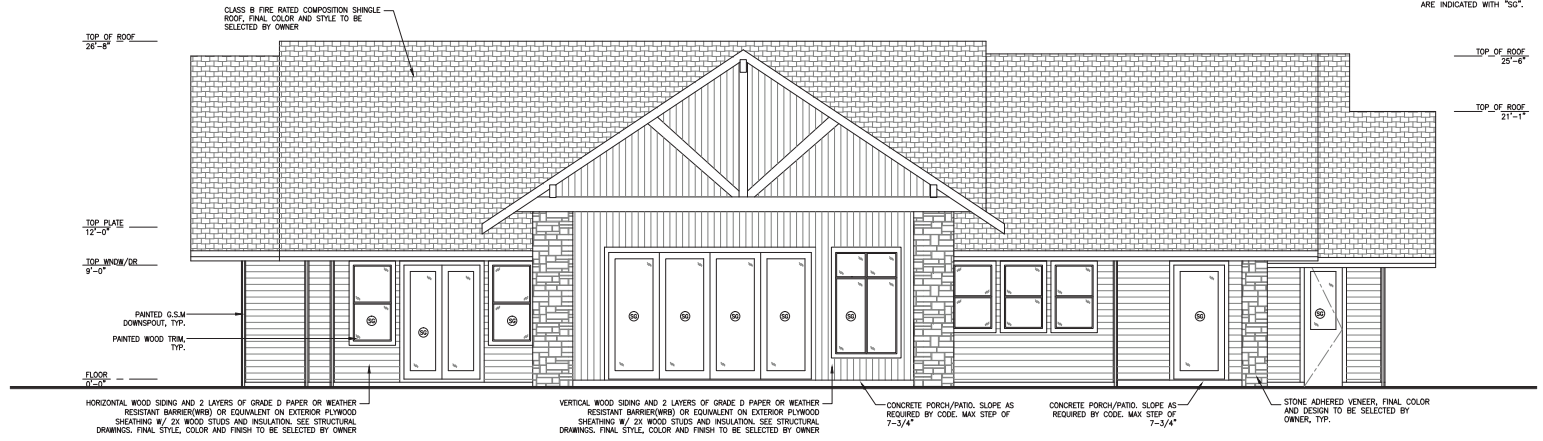 ARE INDICATED WITH "SG".
CLASS B FIRE RATED COMPOSITION SHINGLE
ROOF, FINAL COLOR AND STYLE TO BE
SELECTED BY OWNER
TOP OF ROOF
26'-8"
TOP OF ROOF
25'-6"
TOP OF ROOF
21'-1"
TOP PLATE
12'-0"
TOP WNDW/DR
9'-0"
PAINTED G.S.M
DOWNSPOUT, TYP.
PAINTED WOOD TRIM,
TYP.
SG
SG
SG
SG
SG
SG
SG
SG
SG
SG
FLOOR
0'-0"
HORIZONTAL WOOD SIDING AND 2 LAYERS OF GRADE D PAPER OR WEATHER
RESISTANT BARRIER(WRB) OR EQUIVALENT ON EXTERIOR PLYWOOD
SHEATHING W/ 2X WOOD STUDS AND INSULATION. SEE STRUCTURAL
DRAWINGS. FINAL STYLE, COLOR AND FINISH TO BE SELECTED BY OWNER
VERTICAL WOOD SIDING AND 2 LAYERS OF GRADE D PAPER OR WEATHER
RESISTANT BARRIER(WRB) OR EQUIVALENT ON EXTERIOR PLYWOOD
SHEATHING W/ 2X WOOD STUDS AND INSULATION. SEE STRUCTURAL
DRAWINGS. FINAL STYLE, COLOR AND FINISH TO BE SELECTED BY OWNER
CONCRETE PORCH/PATIO. SLOPE AS
REQUIRED BY CODE. MAX STEP OF
7-3/4"
CONCRETE PORCH/PATIO. SLOPE AS
REQUIRED BY CODE. MAX STEP OF
7-3/4"
STONE ADHERED VENEER, FINAL COLOR
AND DESIGN TO BE SELECTED BY
OWNER, TYP.